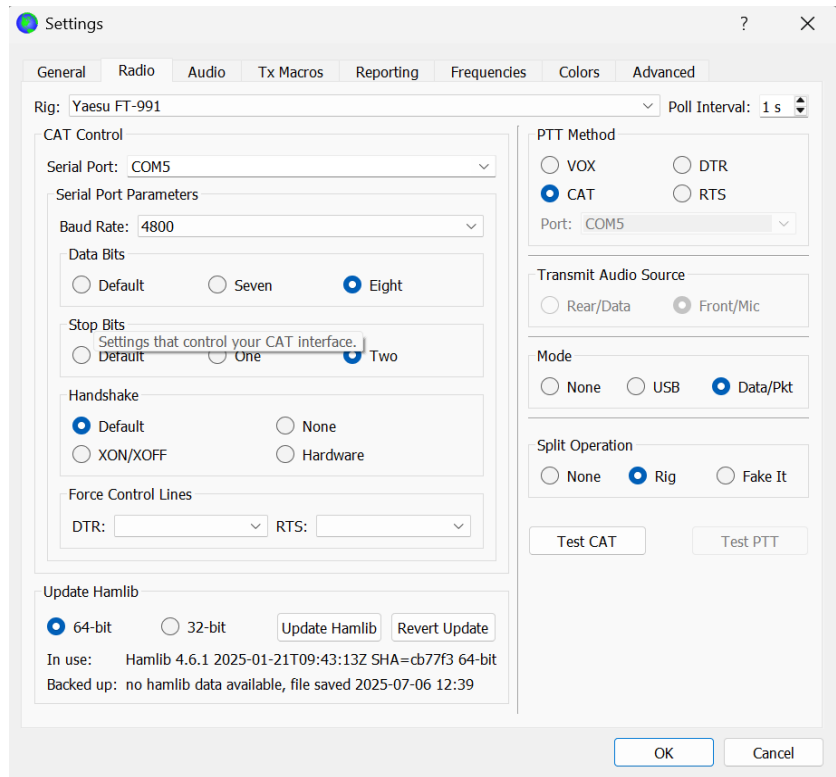 Settings
?
General Radio Audio Tx Macros Reporting Frequencies Colors Advanced
Rig: Yaesu FT-991 Poll Interval: 1 s
CAT Control
Serial Port: COM5
Serial Port Parameters
Baud Rate: 4800
Data Bits
Default Seven Eight
Stop Bits
Settings that control your CAT interface.
Default One Two
Handshake
Default None
XON/XOFF Hardware
Force Control Lines
DTR: RTS:
Update Hamlib
64-bit 32-bit Update Hamlib Revert Update
In use: Hamlib 4.6.1 2025-01-21T09:43:13Z SHA=cb77f3 64-bit
Backed up: no hamlib data available, file saved 2025-07-06 12:39
PTT Method
VOX DTR
CAT RTS
Port: COM5
Transmit Audio Source
Rear/Data Front/Mic
Mode
None USB Data/Pkt
Split Operation
None Rig Fake It
Test CAT Test PTT
OK Cancel